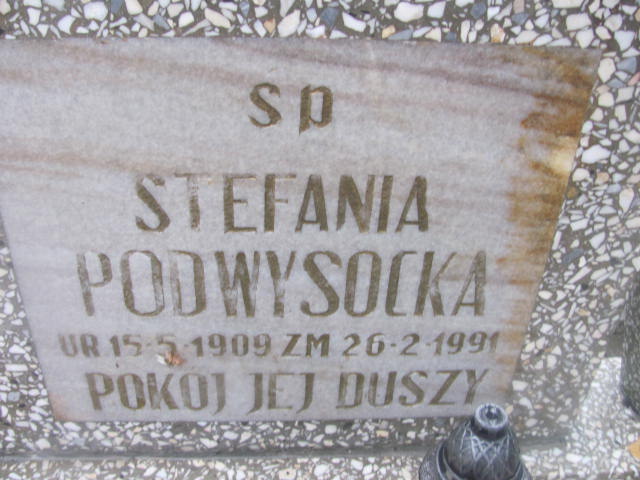 SP
STEFANIA
PODWYSOCKA
UR 15-5-1909 ZM 26-2-1991
POKOJ JEJ DUSZY